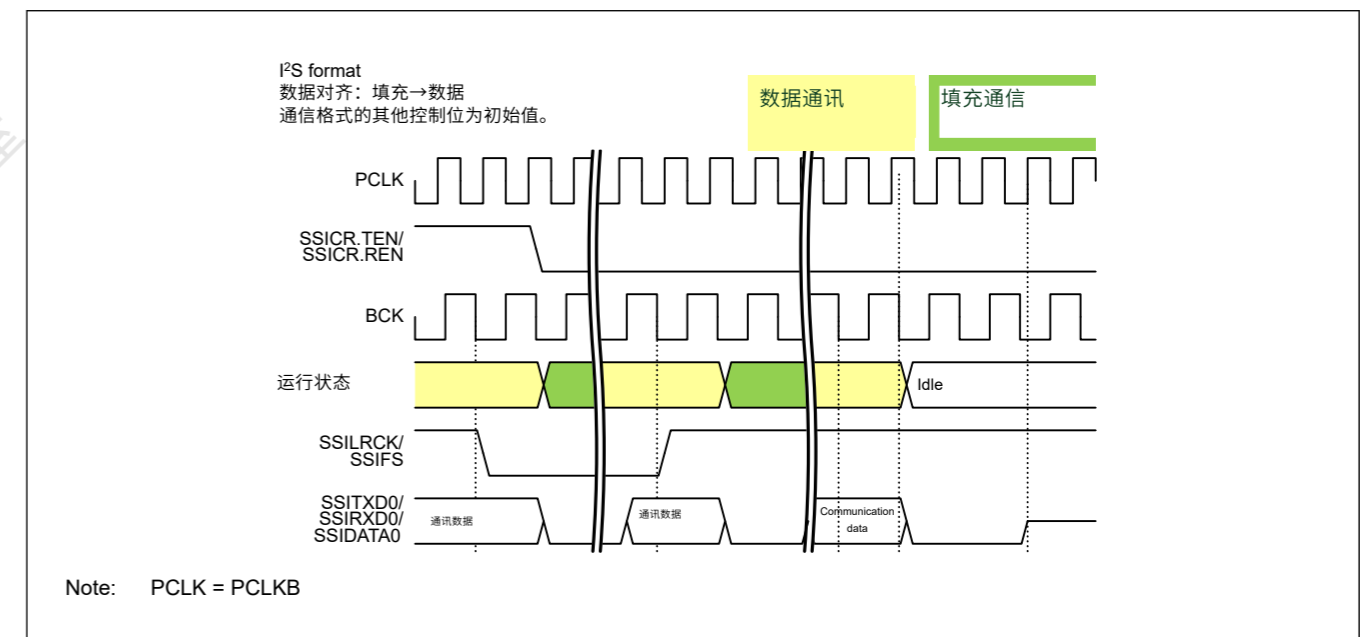 I²S format
数据对齐：填充→数据
通信格式的其他控制位为初始值。
数据通讯
填充通信
PCLK
SSICR.TEN/
SSICR.REN
BCK
运行状态
Idle
SSILRCK/
SSIFS
SSITXD0/
SSIRXD0/
SSIDATA0
通讯数据
通讯数据
Communication
data
Note: PCLK = PCLKB